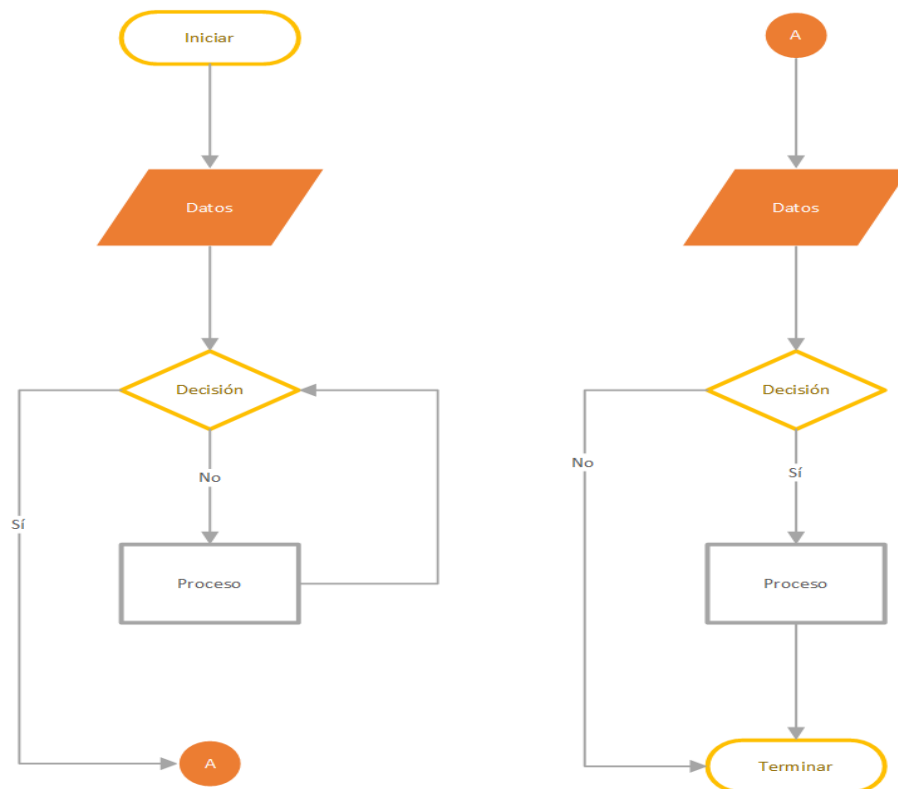 Iniciar
Datos
Decisión
No
Sí
Proceso
A
A
Datos
Decisión
No
Sí
Proceso
Terminar